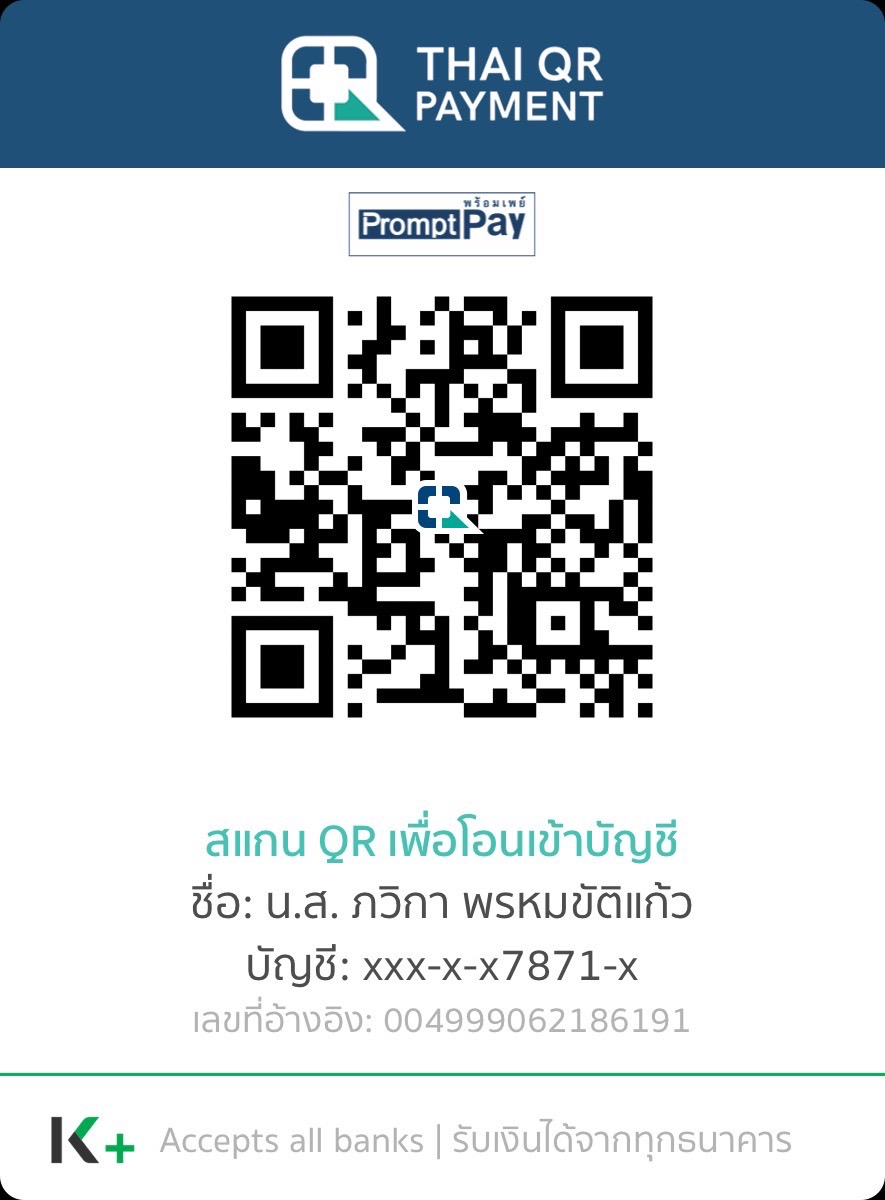 THAI QR
PAYMENT
พร้อมเพย์
PromptPay
สแกน QR เพื่อโอนเข้าบัญชี
ชื่อ: น.ส. ภวิกา พรหมขัติแก้ว
บัญชี: xxx-x-x7871-x
เลขที่อ้างอิง: 004999062186191
K+ Accepts all banks | รับเงินได้จากทุกธนาคาร